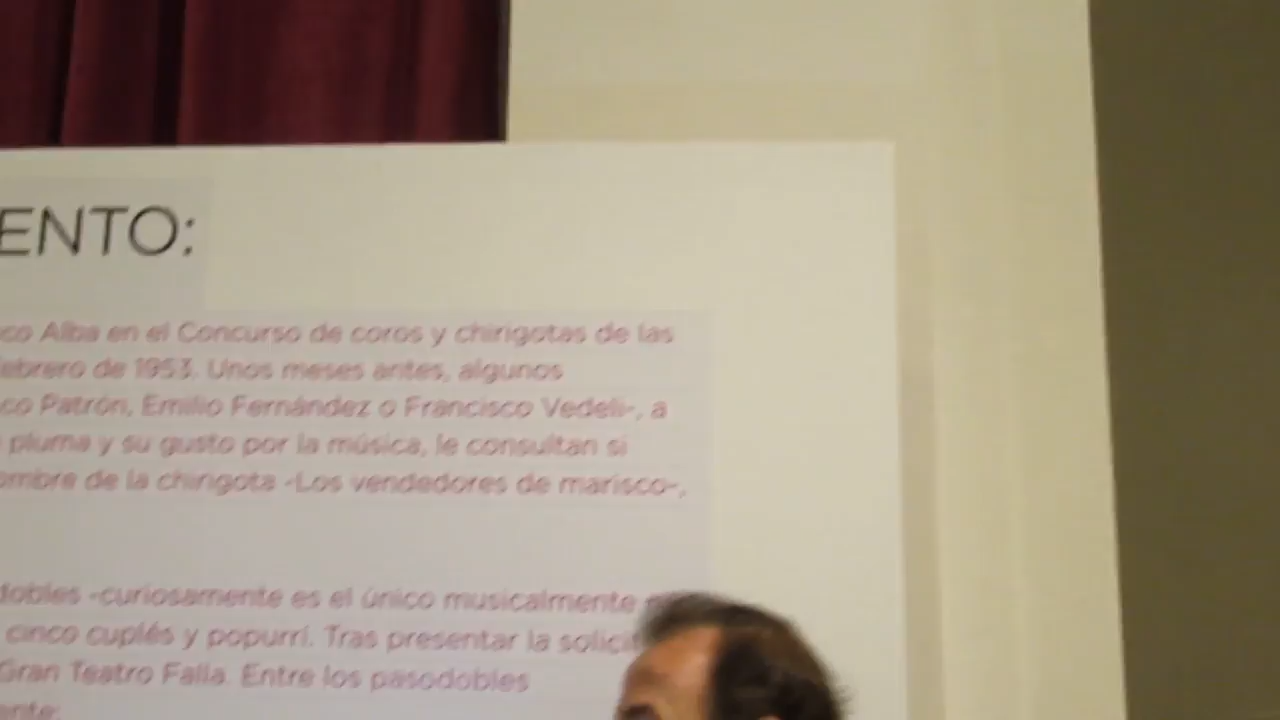 ENTO:
co Alba en el Concurso de coros y chirigotas de las
ebrero de 1953. Unos meses antes, algunos
co Patrón, Emilio Fernández o Francisco Vedell-, a
pluma y su gusto por la música, le consultan si
ombre de la chirigota -Los vendedores de marisco-,
dobles -curiosamente es el único musicalmente
cinco cuplés y popurrí. Tras presentar la solicit
Gran Teatro Falla. Entre los pasodobles
ente: